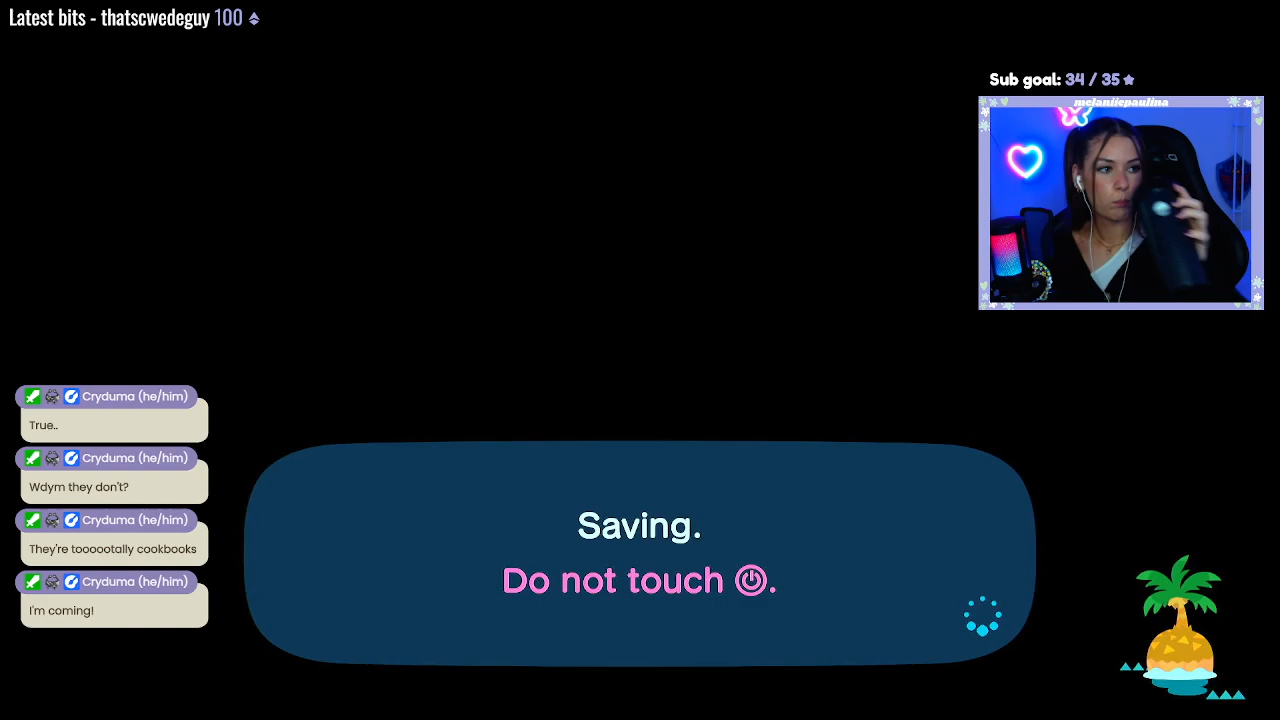 Latest bits - thatscwedeguy 100
Sub goal: 34 / 35
melaniiepaulina
Cryduma (he/him)
True..
Cryduma (he/him)
Wdym they don't?
Cryduma (he/him)
They're toooootally cookbooks
Cryduma (he/him)
I'm coming!
Saving.
Do not touch ⏻.